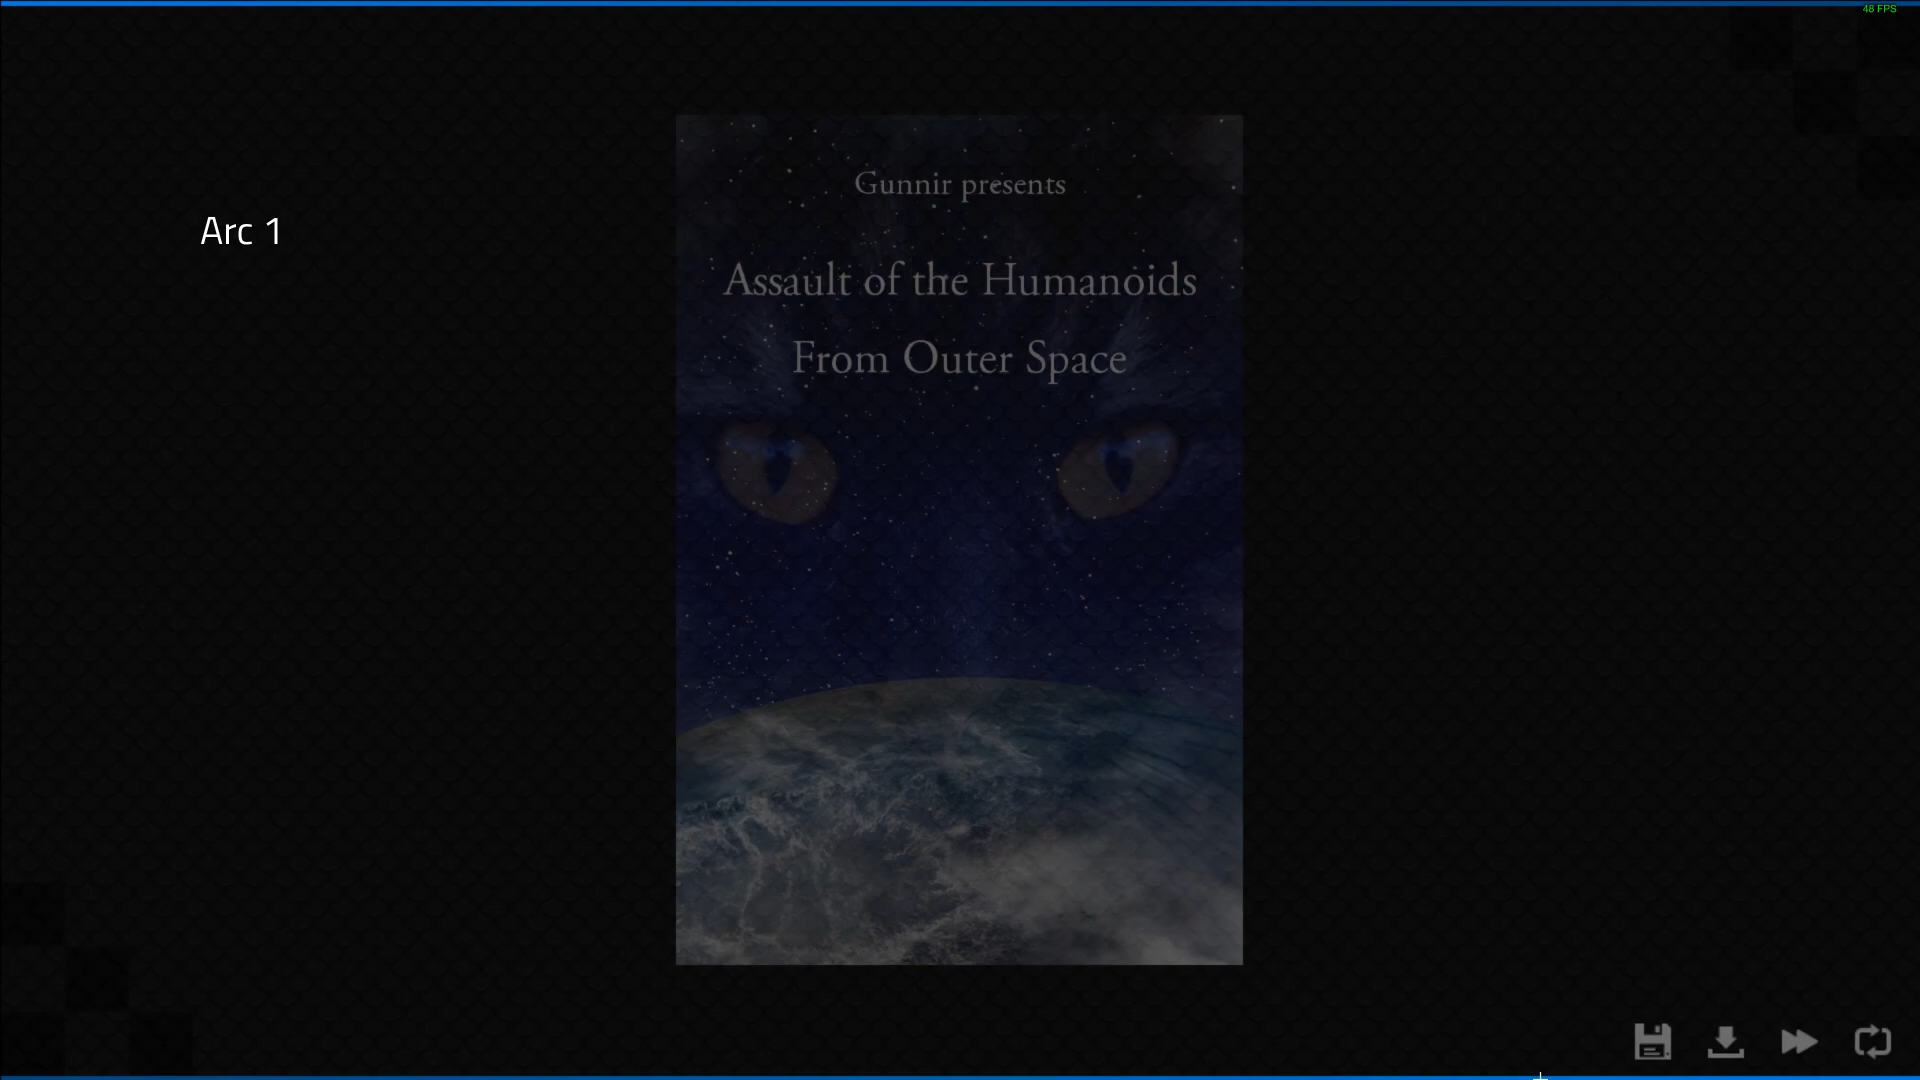 48 FPS
Gunnir presents
Arc 1
Assault of the Humanoids
From Outer Space